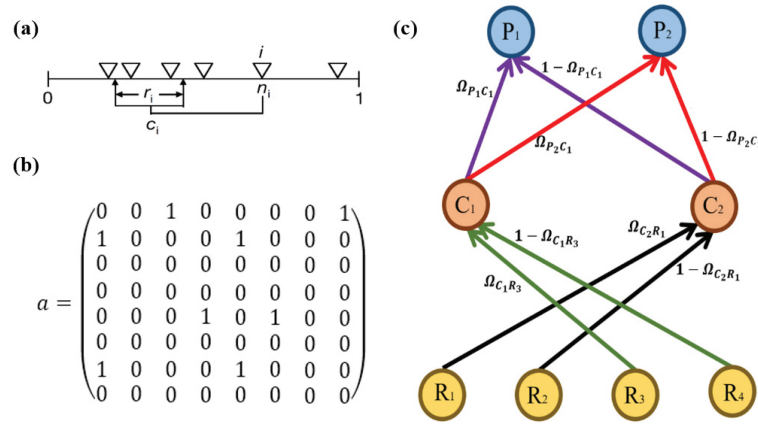 (a)
i
0 rᵢ nᵢ 1
cᵢ
(b)
a =
0 0 1 0 0 0 0 1
1 0 0 0 1 0 0 0
0 0 0 0 0 0 0 0
0 0 0 0 0 0 0 0
0 0 0 1 0 1 0 0
0 0 0 0 0 0 0 0
1 0 0 0 1 0 0 0
0 0 0 0 0 0 0 0
(c)
P₁ P₂
Ω_{P₁C₁} 1 − Ω_{P₁C₁}
Ω_{P₂C₁} 1 − Ω_{P₂C}
C₁ C₂
Ω_{C₂R₁}
1 − Ω_{C₁R₃}
Ω_{C₁R₃} 1 − Ω_{C₂R₁}
R₁ R₂ R₃ R₄